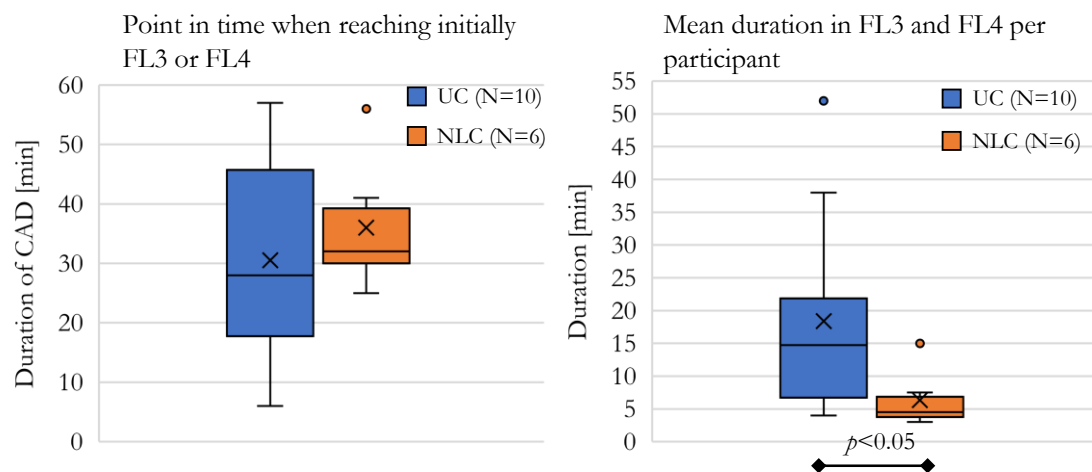 Point in time when reaching initially
FL3 or FL4
Duration of CAD [min]
60
50
40
30
20
10
0
UC (N=10)
NLC (N=6)
Mean duration in FL3 and FL4 per
participant
Duration [min]
55
50
45
40
35
30
25
20
15
10
5
0
UC (N=10)
NLC (N=6)
p<0.05